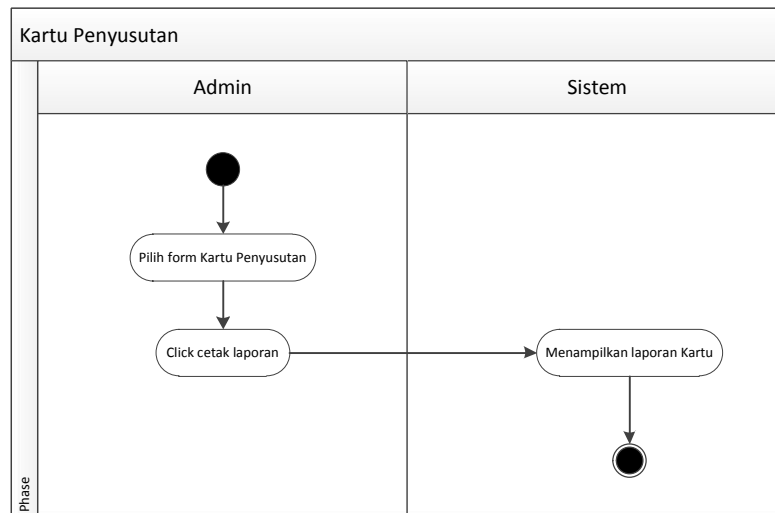 Kartu Penyusutan
Admin
Sistem
Pilih form Kartu Penyusutan
Click cetak laporan
Menampilkan laporan Kartu
Phase